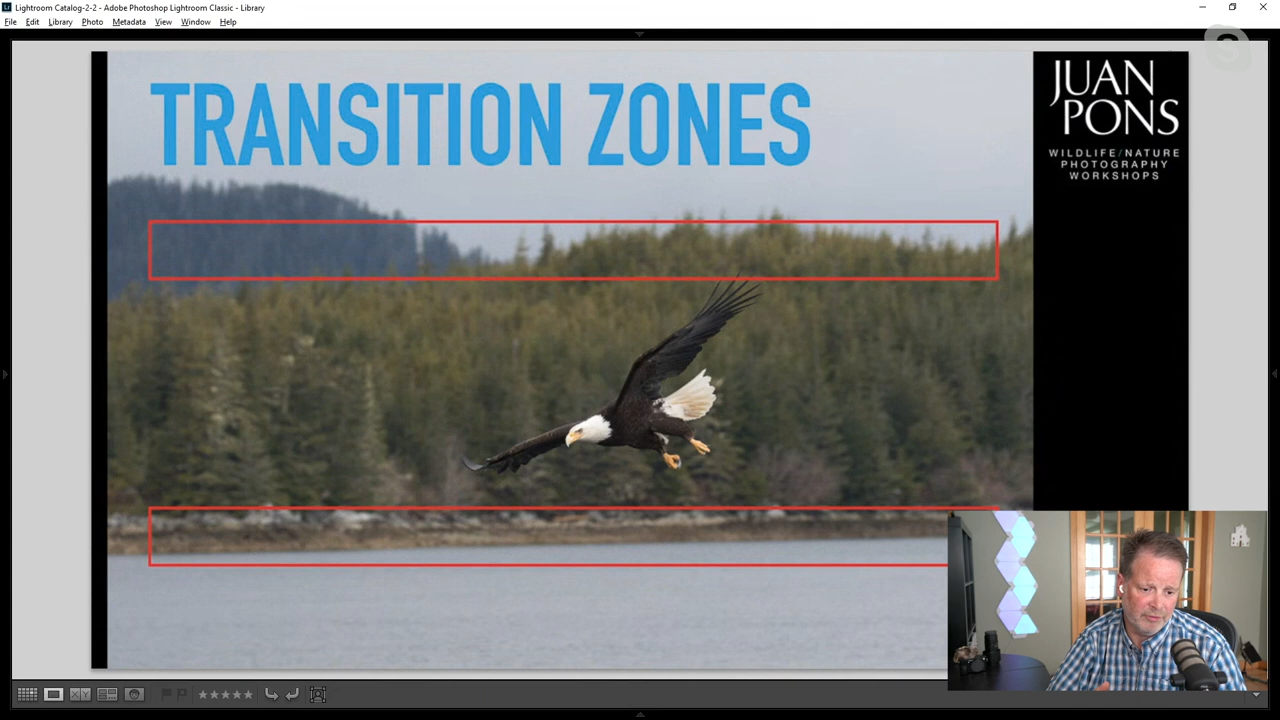 Lightroom Catalog-2-2 - Adobe Photoshop Lightroom Classic - Library
File Edit Library Photo Metadata View Window Help
TRANSITION ZONES
JUAN
PONS
WILDLIFE/NATURE
PHOTOGRAPHY
WORKSHOPS